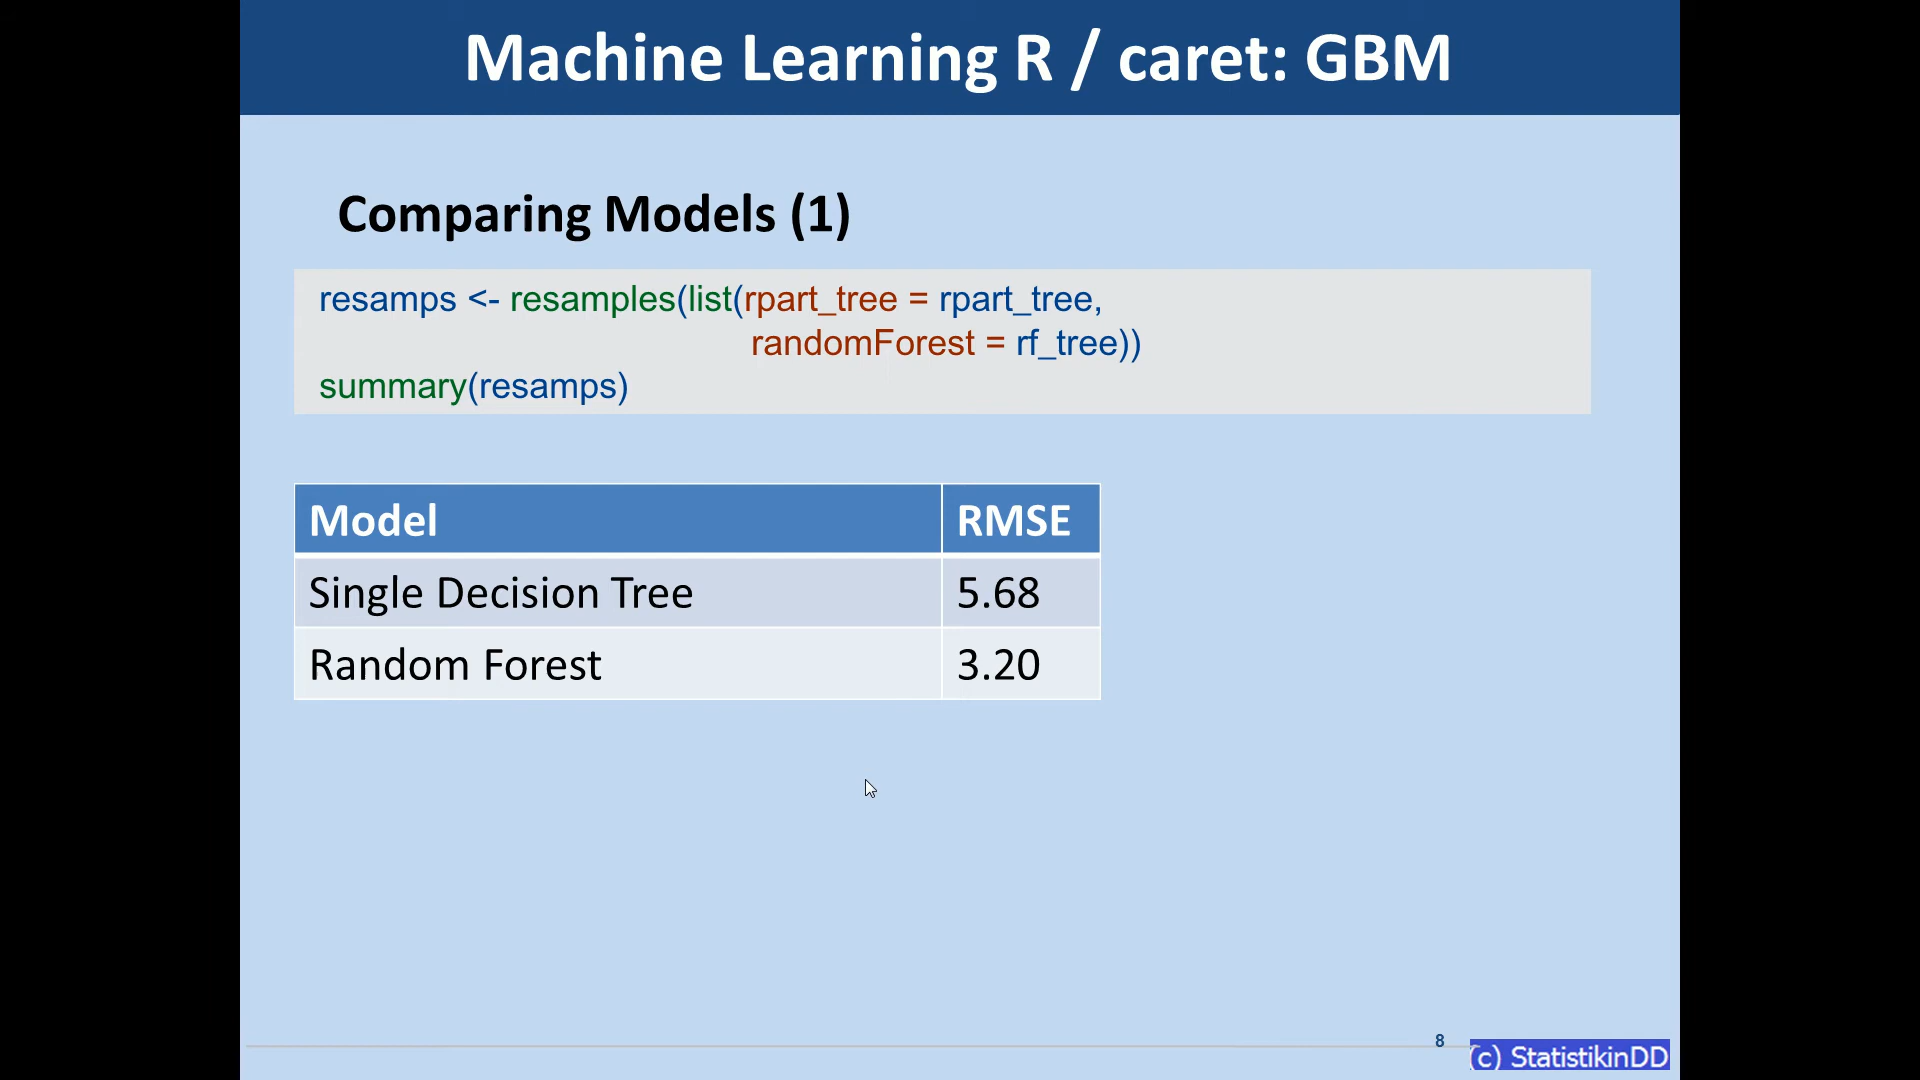 Machine Learning R / caret: GBM
Comparing Models (1)
resamps <- resamples(list(rpart_tree = rpart_tree,
randomForest = rf_tree))
summary(resamps)
Model RMSE
Single Decision Tree 5.68
Random Forest 3.20
8
(c) StatistikinDD